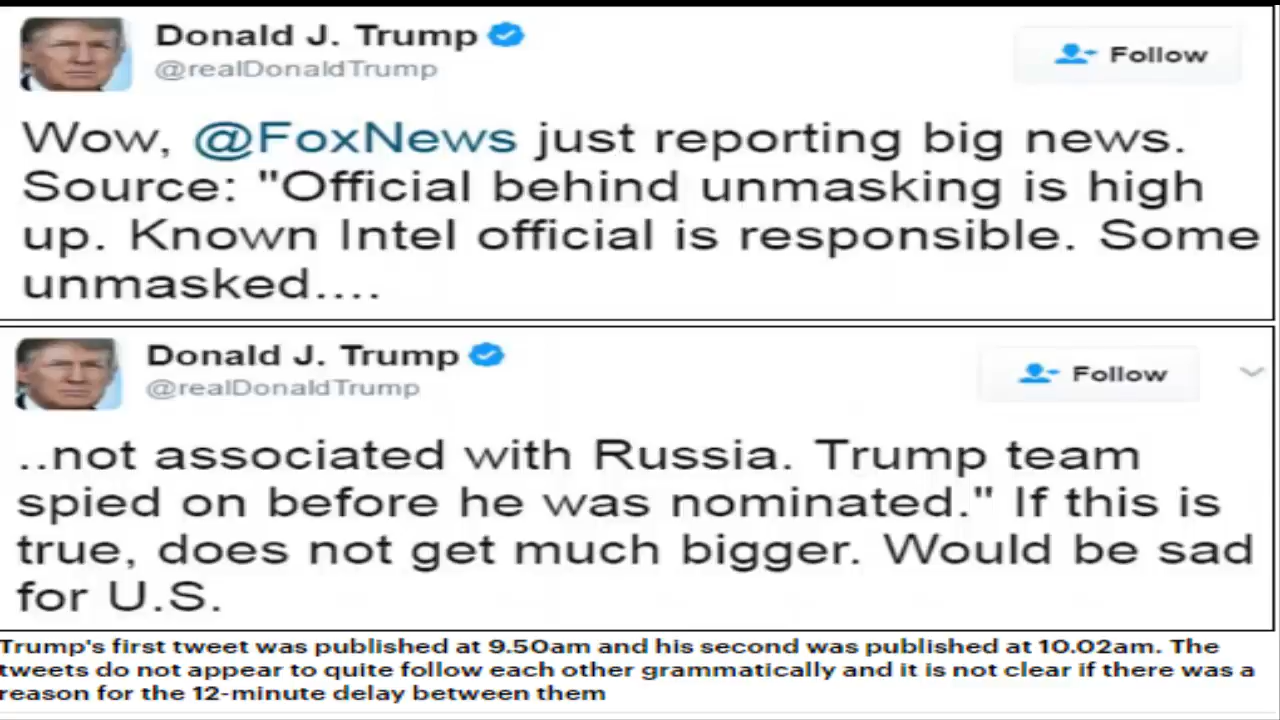 Donald J. Trump
@realDonaldTrump
Follow
Wow, @FoxNews just reporting big news.
Source: "Official behind unmasking is high
up. Known Intel official is responsible. Some
unmasked....
Donald J. Trump
@realDonaldTrump
Follow
..not associated with Russia. Trump team
spied on before he was nominated." If this is
true, does not get much bigger. Would be sad
for U.S.
Trump's first tweet was published at 9.50am and his second was published at 10.02am. The
tweets do not appear to quite follow each other grammatically and it is not clear if there was a
reason for the 12-minute delay between them